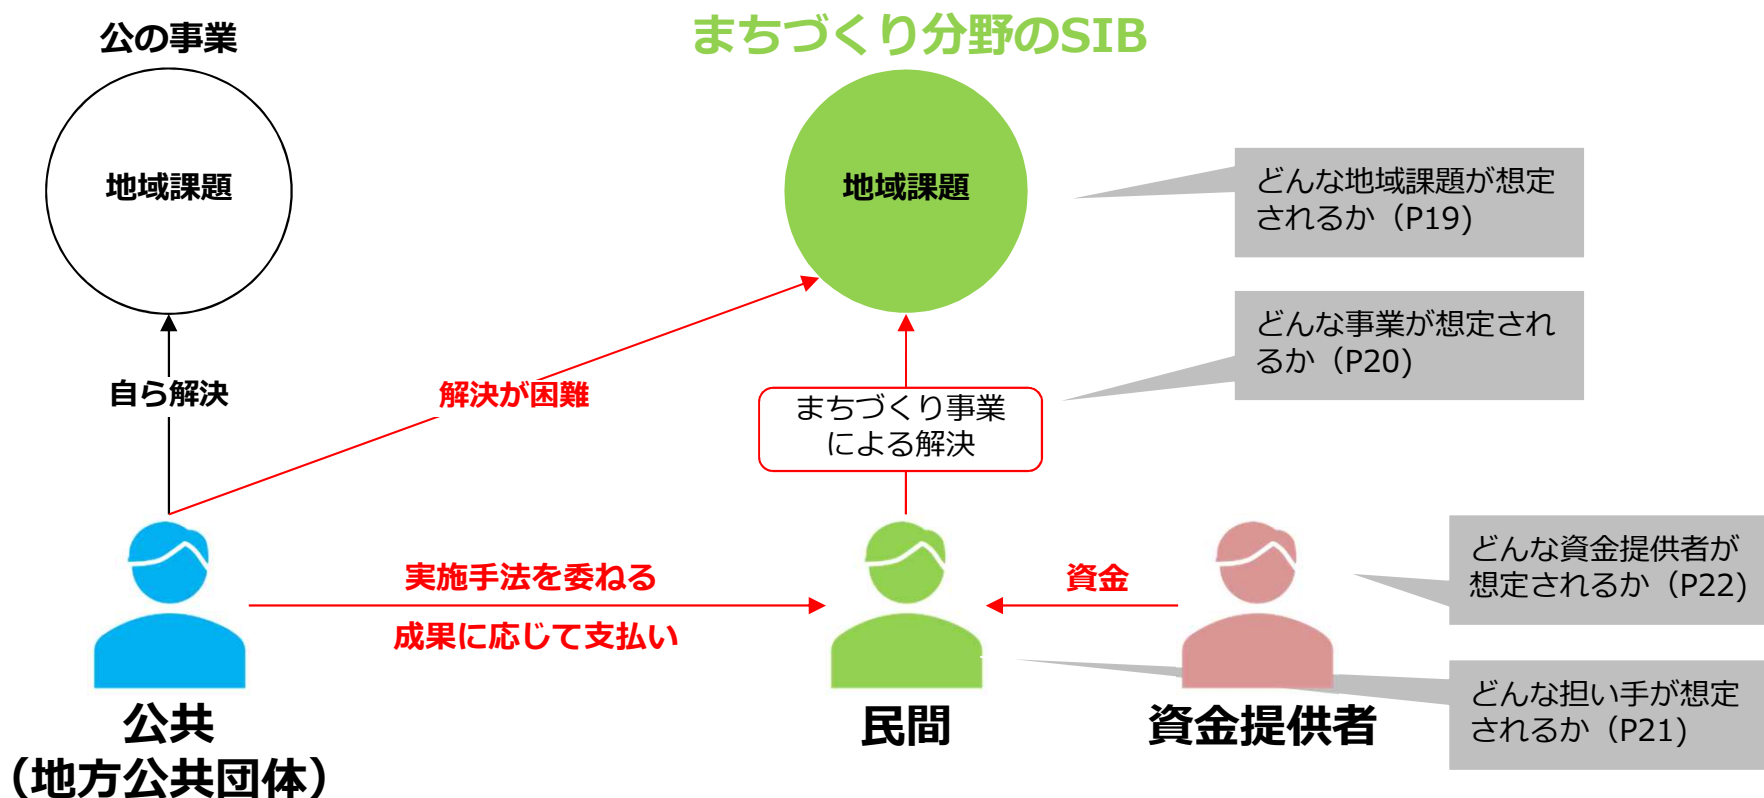 公の事業
まちづくり分野のSIB
地域課題
地域課題
どんな地域課題が想定
されるか（P19)
どんな事業が想定され
るか（P20)
自ら解決
解決が困難
まちづくり事業
による解決
実施手法を委ねる
成果に応じて支払い
資金
どんな資金提供者が
想定されるか（P22)
どんな担い手が想定
されるか（P21)
公共
（地方公共団体）
民間
資金提供者